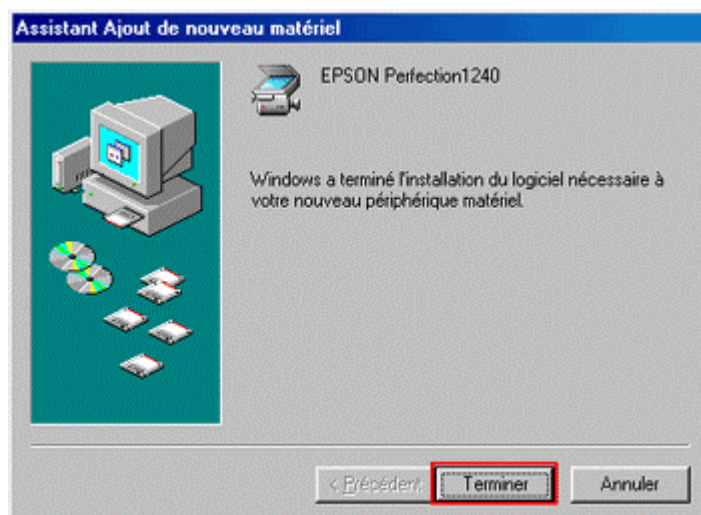 Assistant Ajout de nouveau matériel
EPSON Perfection1240
Windows a terminé l'installation du logiciel nécessaire à
votre nouveau périphérique matériel.
< Précédent
Terminer
Annuler